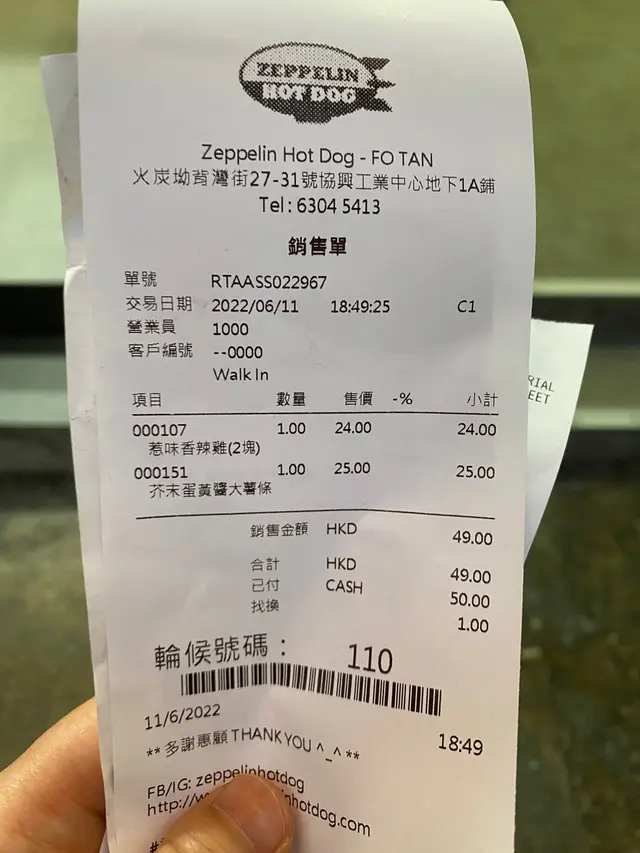 ZEPPELIN
HOT DOG
Zeppelin Hot Dog - FO TAN
火炭坳背灣街27-31號協興工業中心地下1A鋪
Tel: 6304 5413
銷售單
單號 RTAASS022967
交易日期 2022/06/11 18:49:25 C1
營業員 1000
客戶編號 --0000
Walk In
項目 數量 售價 -% 小計
000107 1.00 24.00 24.00
惹味香辣雞(2塊)
000151 1.00 25.00 25.00
芥末蛋黃醬大薯條
銷售金額 HKD 49.00
合計 HKD 49.00
已付 CASH 50.00
找換 1.00
輪候號碼： 110
11/6/2022 18:49
**多謝惠顧 THANK YOU ^_^**
FB/IG: zeppelinhotdog
http://w nhotdog.com
RIAL
EET